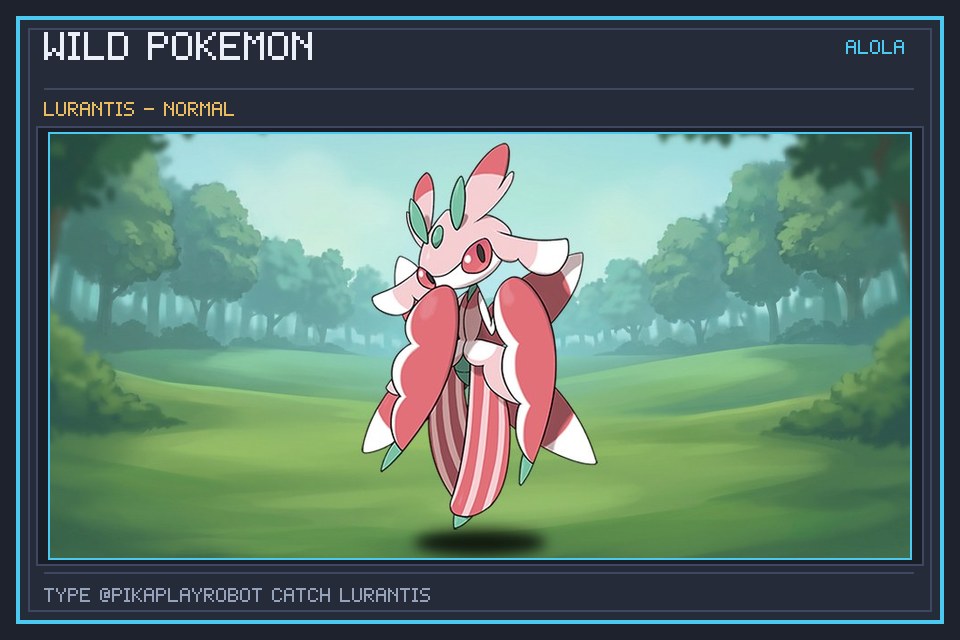 WILD POKEMON
ALOLA
LURANTIS - NORMAL
TYPE @PIKAPLAYROBOT CATCH LURANTIS